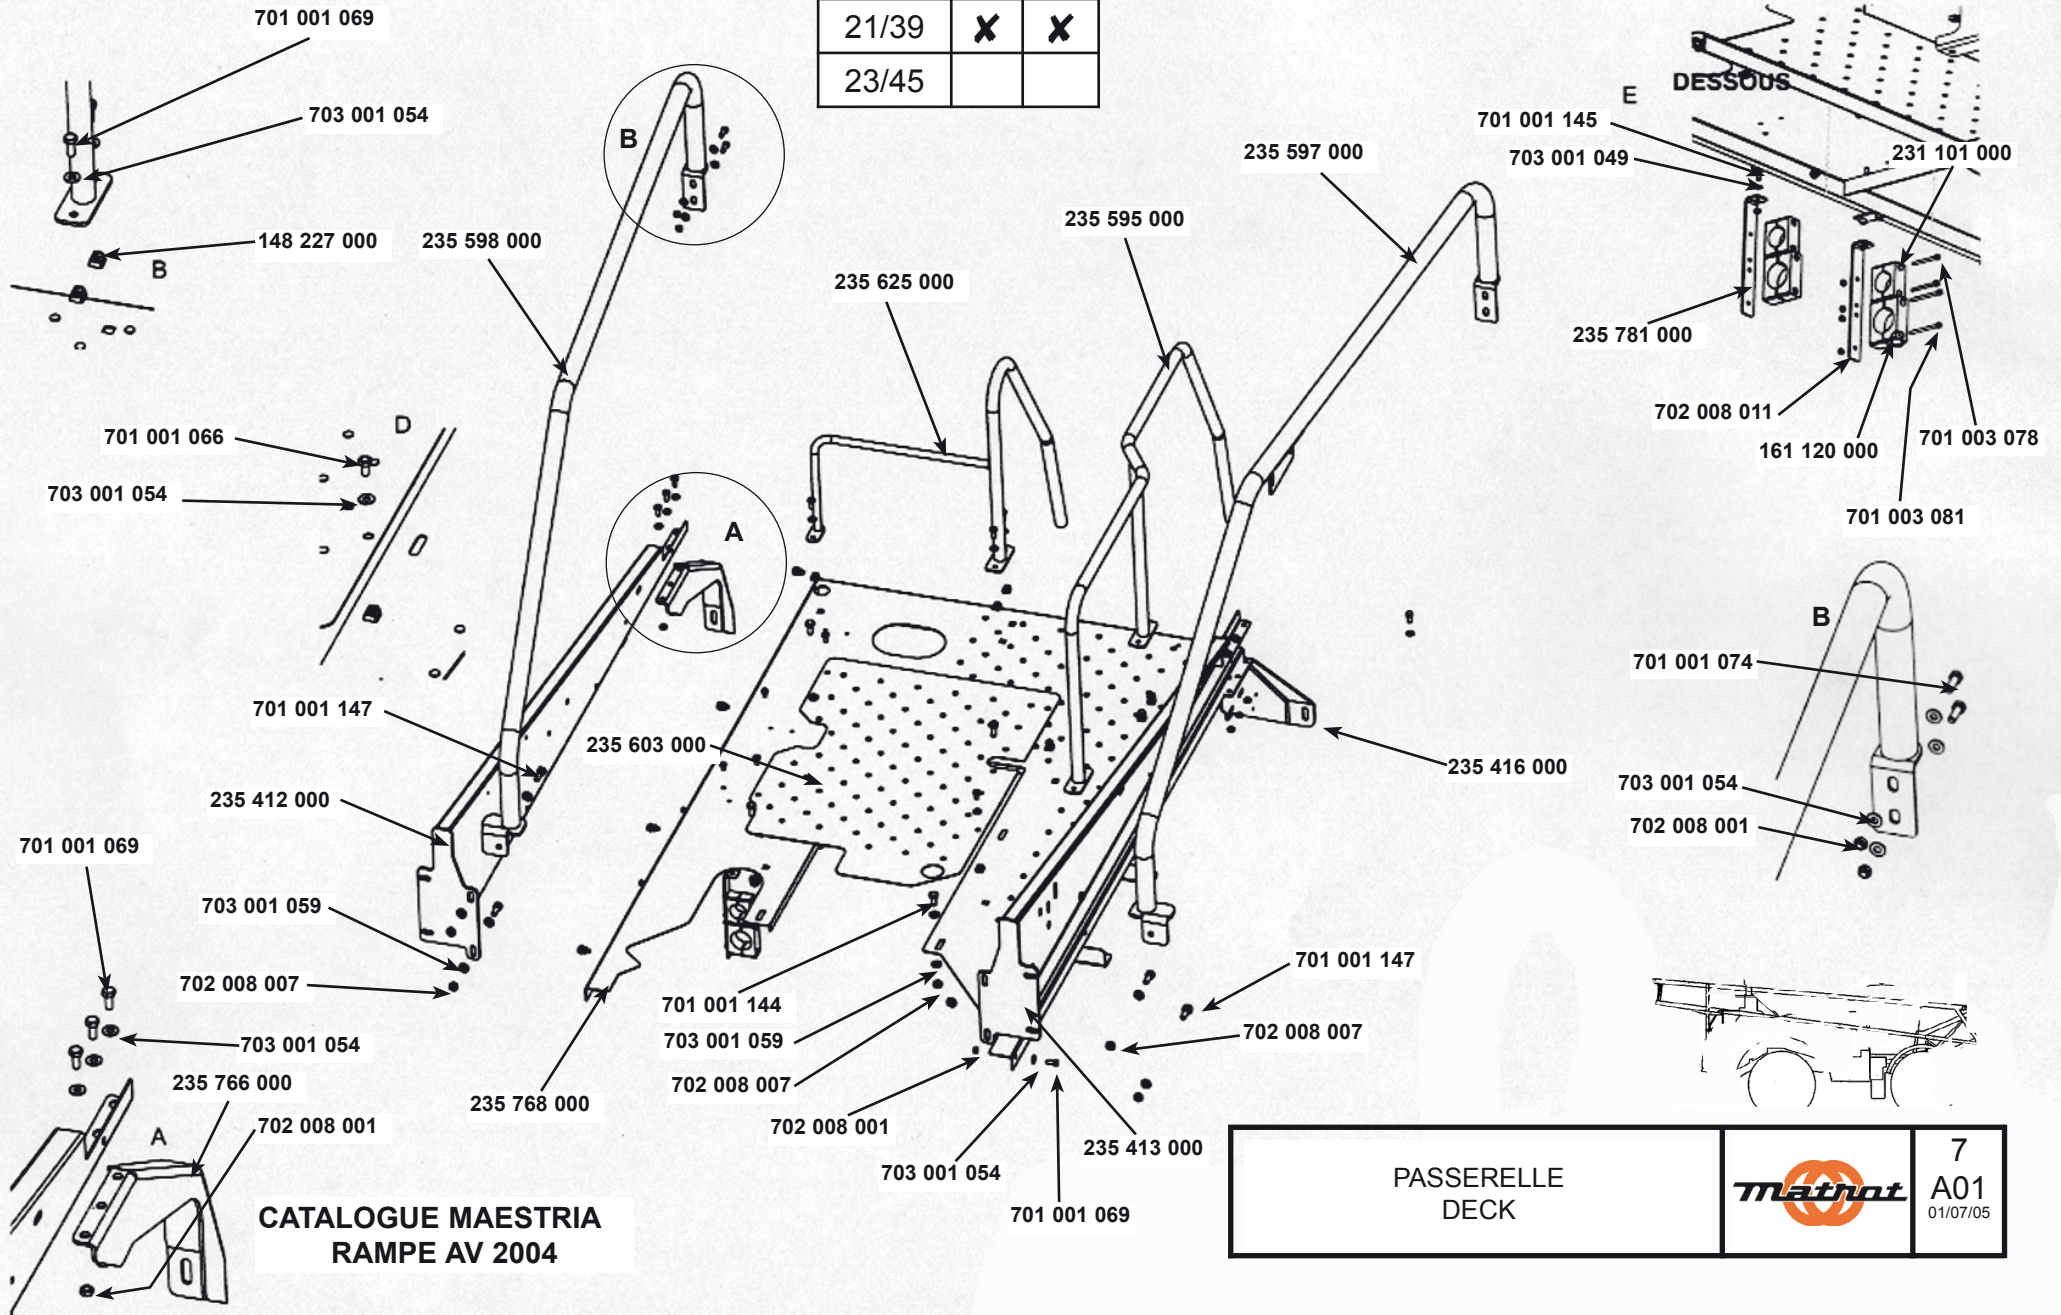 21/39 ✘ ✘
23/45
701 001 069
703 001 054
148 227 000
B
235 598 000
B
235 625 000
235 595 000
235 597 000
DESSOUS
E
701 001 145
703 001 049
231 101 000
235 781 000
702 008 011
161 120 000
701 003 078
701 003 081
D
701 001 066
703 001 054
A
B
701 001 074
703 001 054
702 008 001
701 001 147
235 412 000
235 603 000
235 416 000
701 001 069
703 001 059
702 008 007
703 001 054
235 766 000
702 008 001
A
235 768 000
701 001 144
703 001 059
702 008 007
702 008 001
703 001 054
701 001 069
235 413 000
701 001 147
702 008 007
CATALOGUE MAESTRIA
RAMPE AV 2004
PASSERELLE
DECK
matrot
7
A01
01/07/05